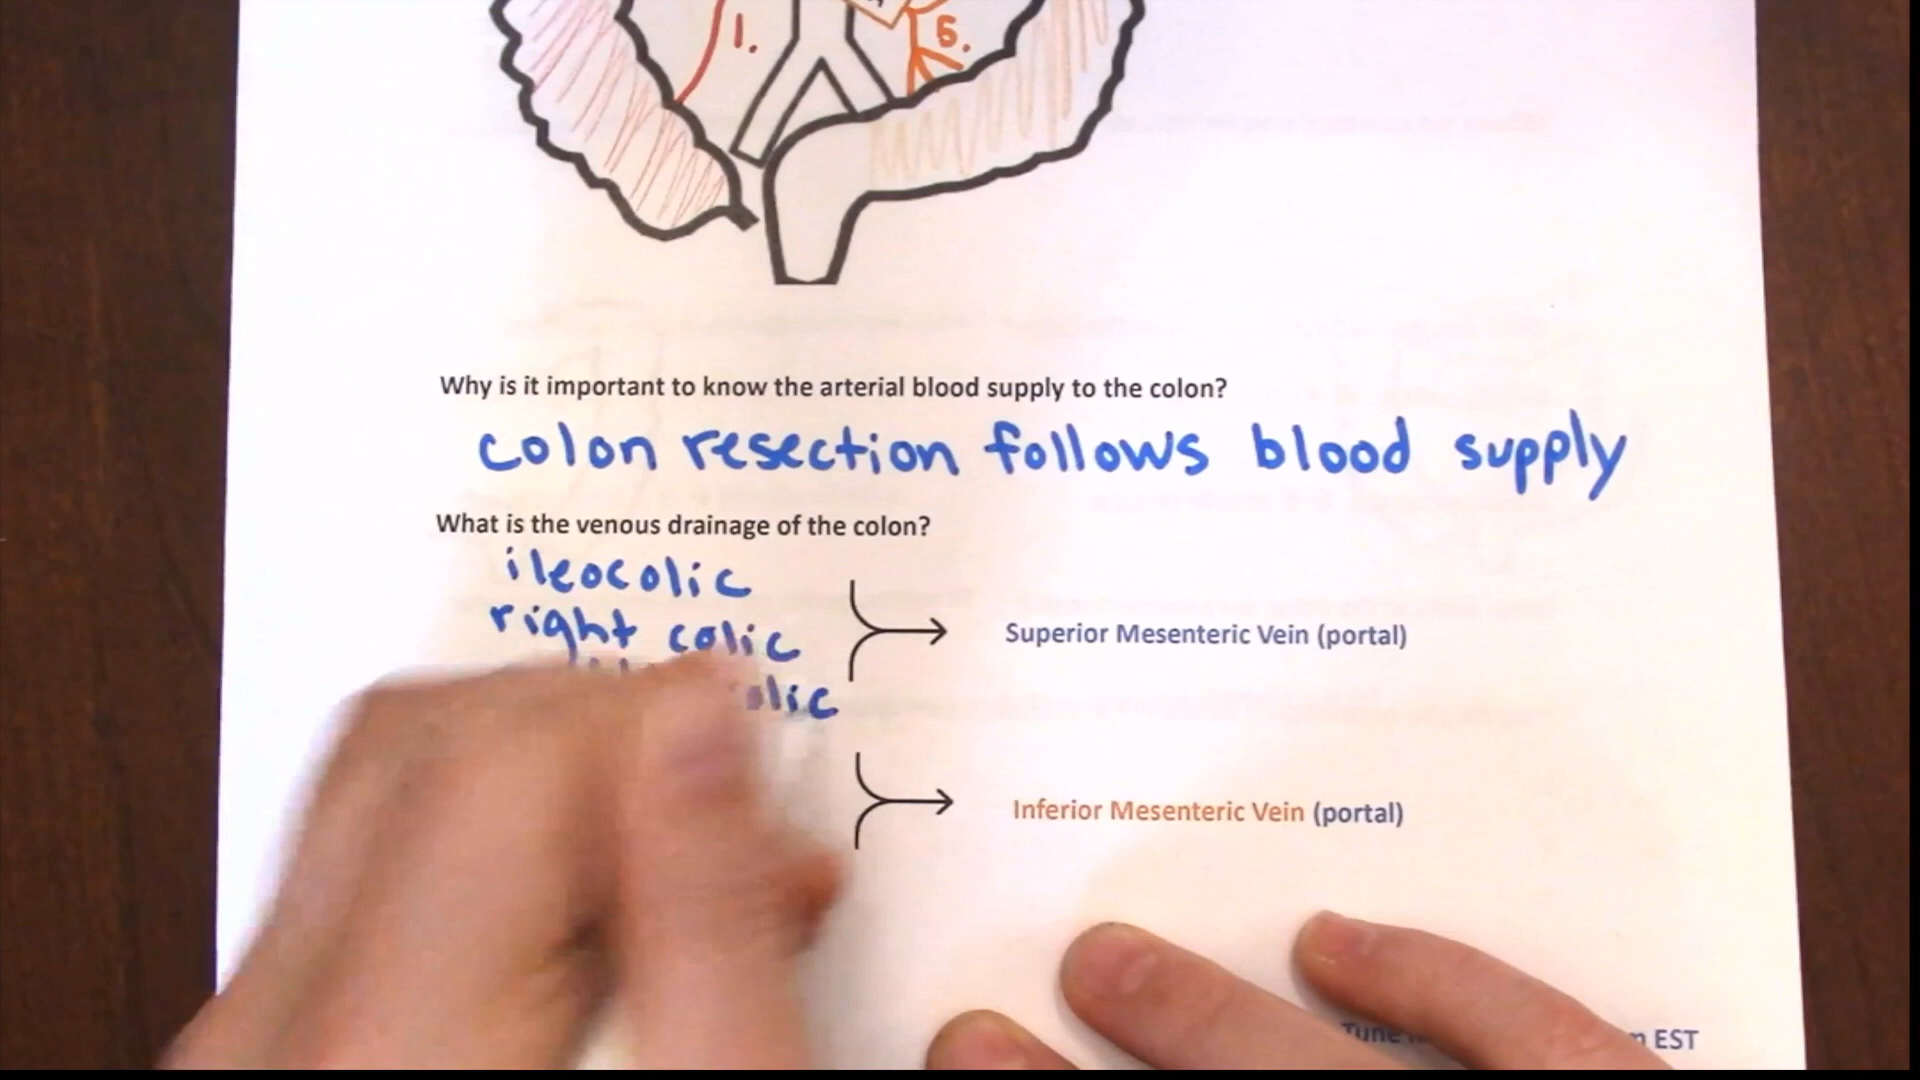 1.
5.
Why is it important to know the arterial blood supply to the colon?
colon resection follows blood supply
What is the venous drainage of the colon?
ileocolic
right colic
Superior Mesenteric Vein (portal)
Inferior Mesenteric Vein (portal)
EST